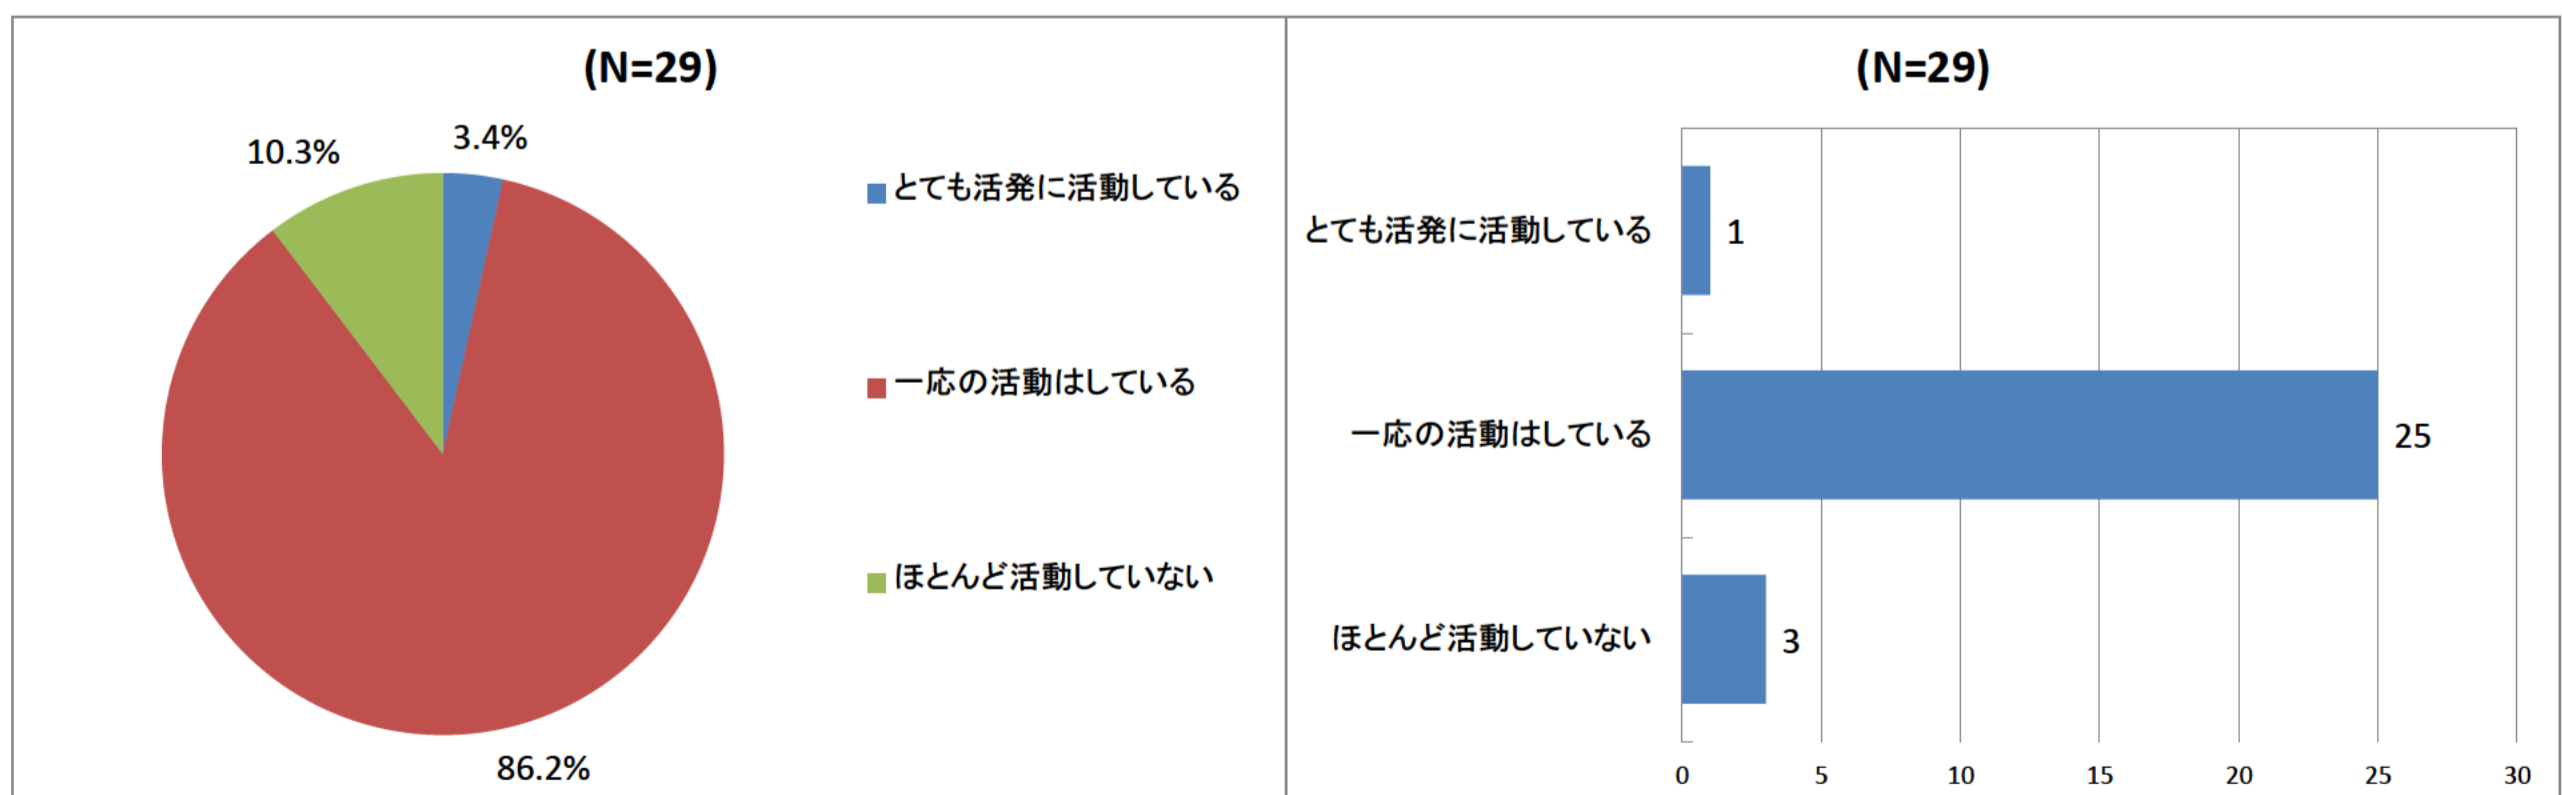 (N=29)
3.4%
10.3%
86.2%
とても活発に活動している
一応の活動はしている
ほとんど活動していない
(N=29)
とても活発に活動している
1
一応の活動はしている
25
ほとんど活動していない
3
0 5 10 15 20 25 30